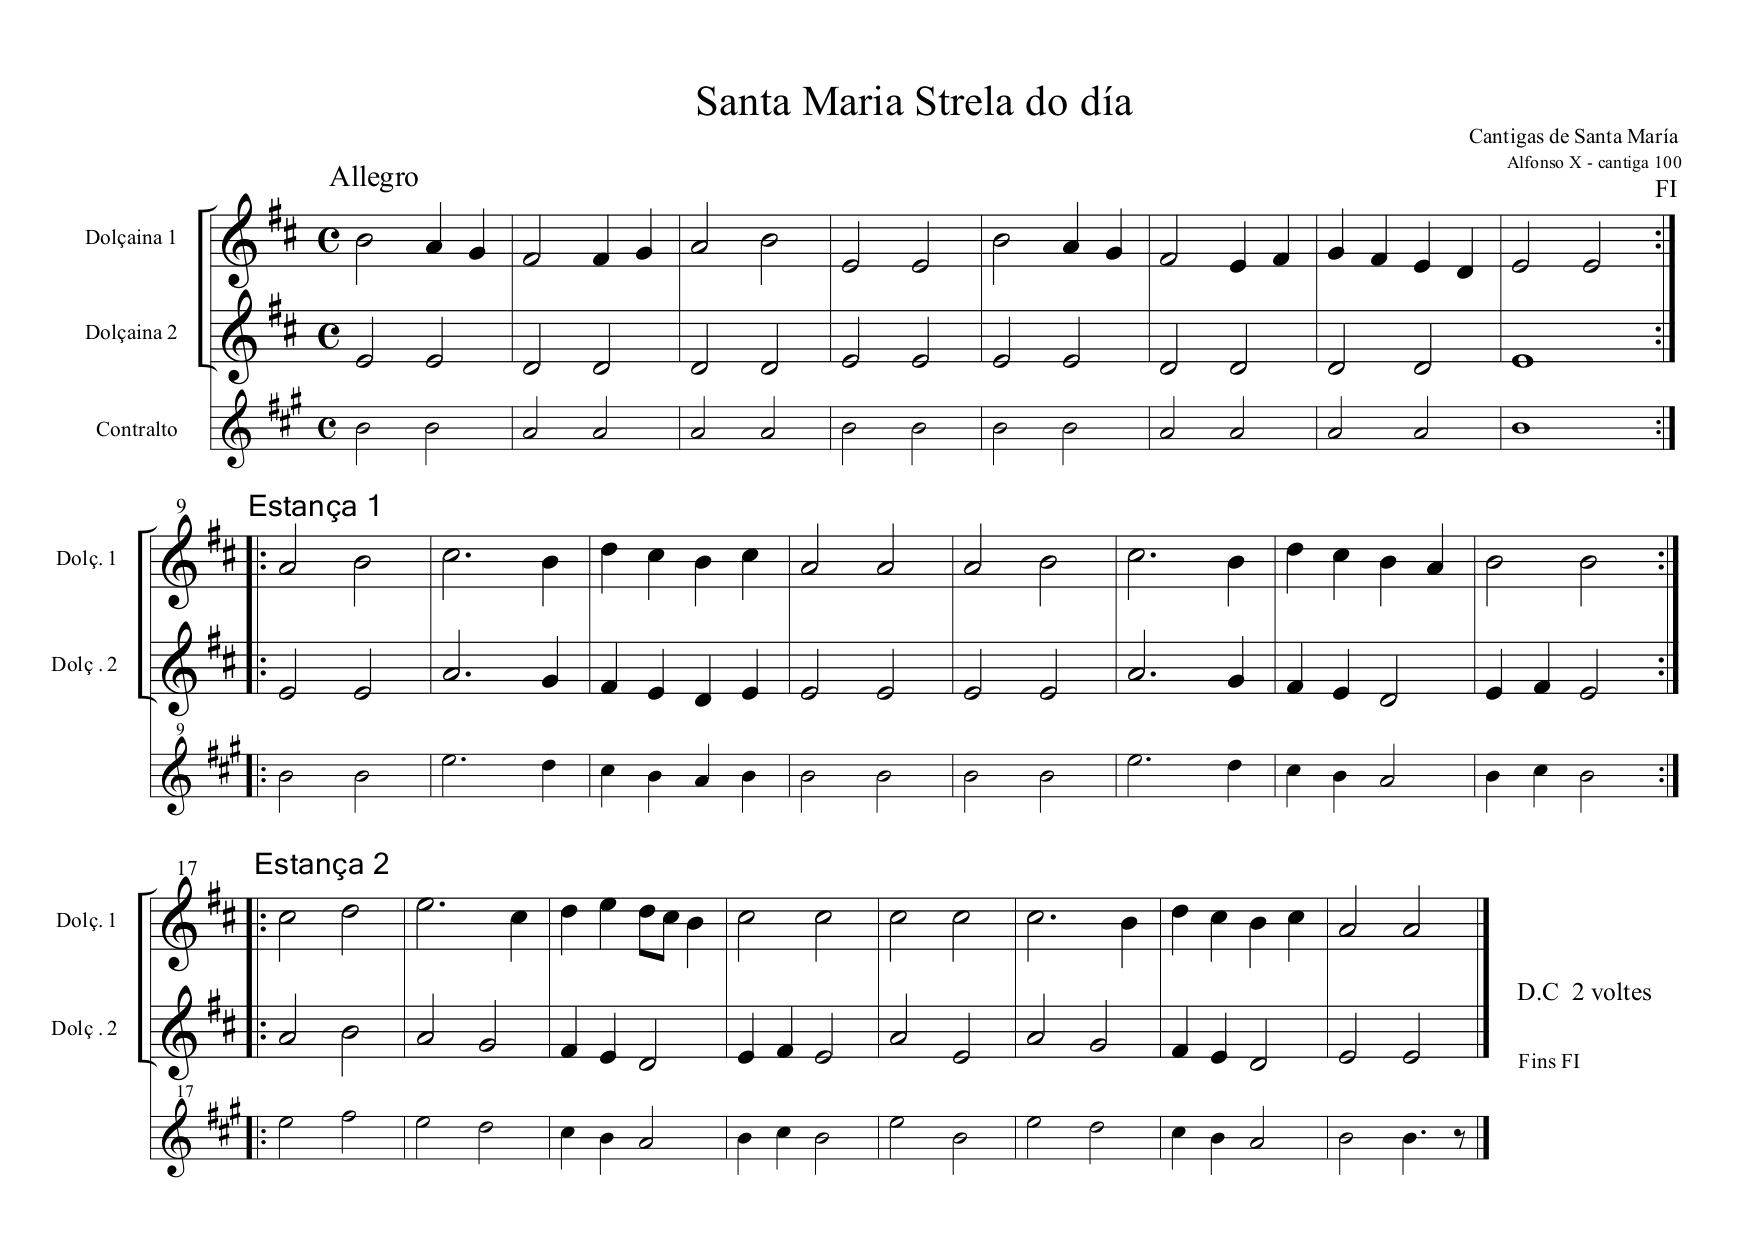 Santa Maria Strela do día
Cantigas de Santa María
Alfonso X - cantiga 100
Allegro
FI
Dolçaina 1
Dolçaina 2
Contralto
9
Estança 1
Dolç. 1
Dolç . 2
9
17
Estança 2
Dolç. 1
D.C 2 voltes
Dolç . 2
Fins FI
17